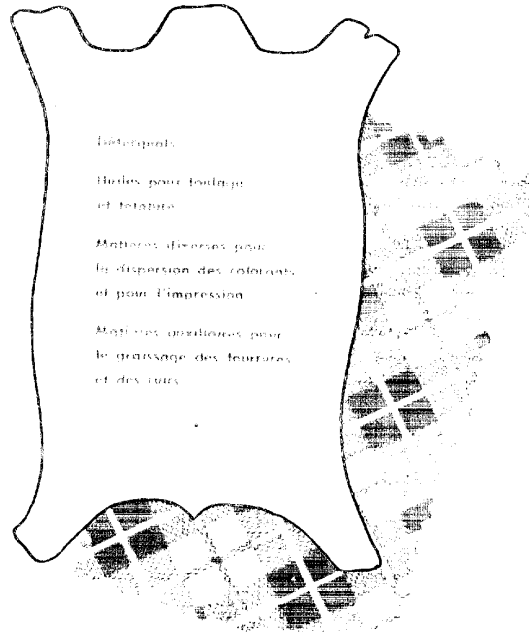 Détergents
Huiles pour foulage
et
Matières diverses pour
la dispersion des colorants
et pour l'impression
Matières auxiliaires pour
le graissage des fourrures
et des cuirs